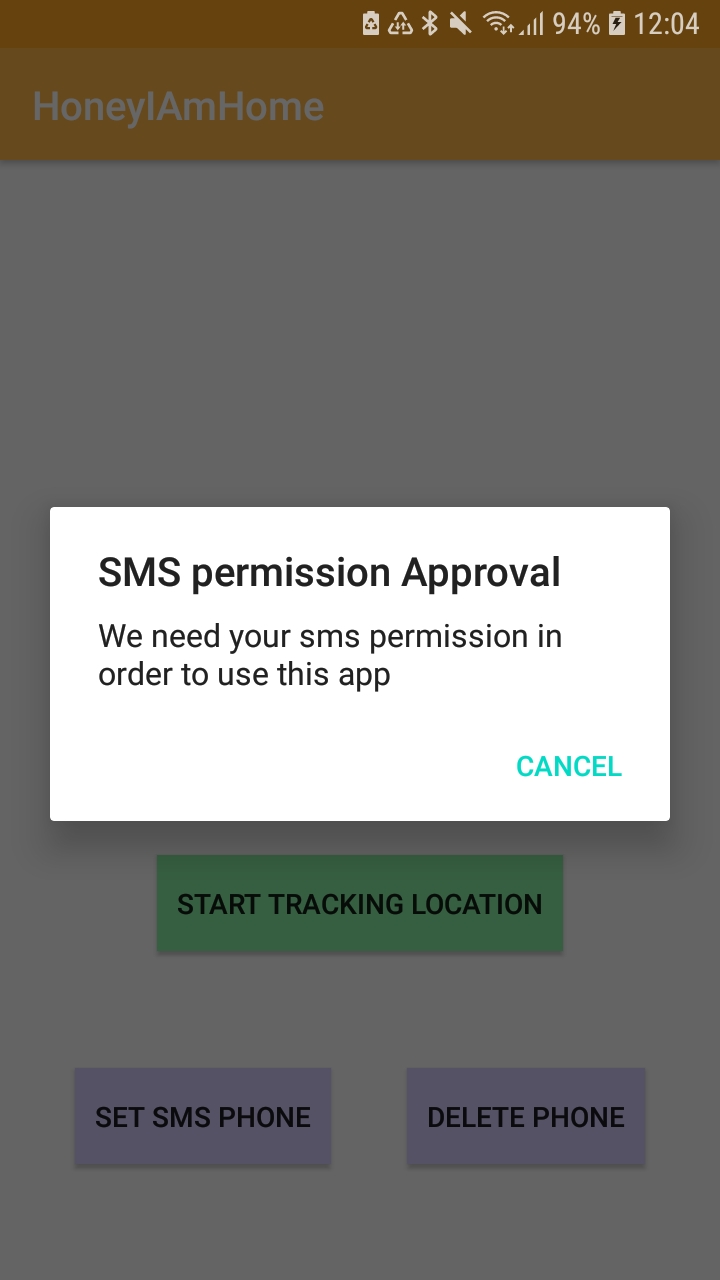 94% 12:04
HoneyIAmHome
SMS permission Approval
We need your sms permission in
order to use this app
CANCEL
START TRACKING LOCATION
SET SMS PHONE DELETE PHONE